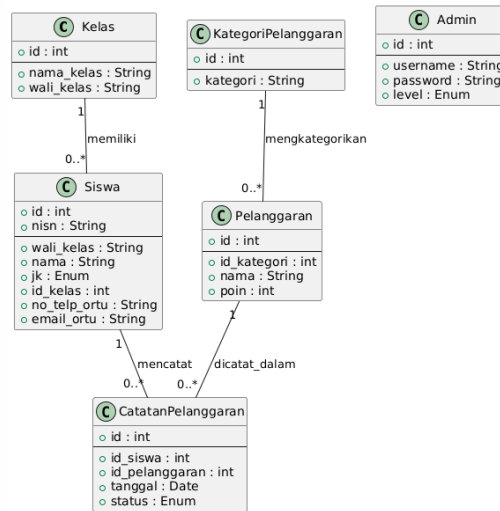 C Kelas
id : int
nama_kelas : String
wali_kelas : String
C KategoriPelanggaran
id : int
kategori : String
C Admin
id : int
username : String
password : String
level : Enum
1
memiliki
0..*
1
mengkategorikan
0..*
C Siswa
id : int
nisn : String
wali_kelas : String
nama : String
jk : Enum
id_kelas : int
no_telp_ortu : String
email_ortu : String
C Pelanggaran
id : int
id_kategori : int
nama : String
poin : int
1
mencatat
0..*
1
dicatat_dalam
0..*
C CatatanPelanggaran
id : int
id_siswa : int
id_pelanggaran : int
tanggal : Date
status : Enum